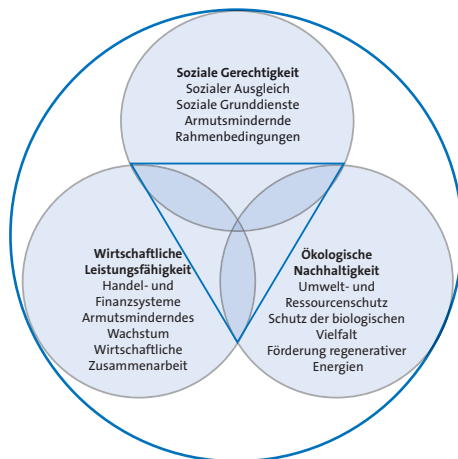 Soziale Gerechtigkeit
Sozialer Ausgleich
Soziale Grunddienste
Armutsmindernde
Rahmenbedingungen
Wirtschaftliche
Leistungsfähigkeit
Handel- und
Finanzsysteme
Armutsminderndes
Wachstum
Wirtschaftliche
Zusammenarbeit
Ökologische
Nachhaltigkeit
Umwelt- und
Ressourcenschutz
Schutz der biologischen
Vielfalt
Förderung regenerativer
Energien